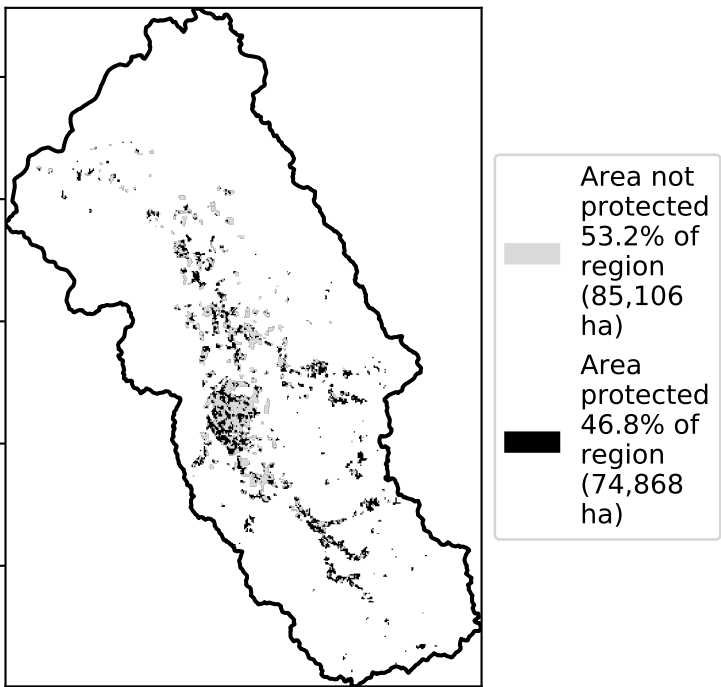 Area not
protected
53.2% of
region
(85,106
ha)
Area
protected
46.8% of
region
(74,868
ha)